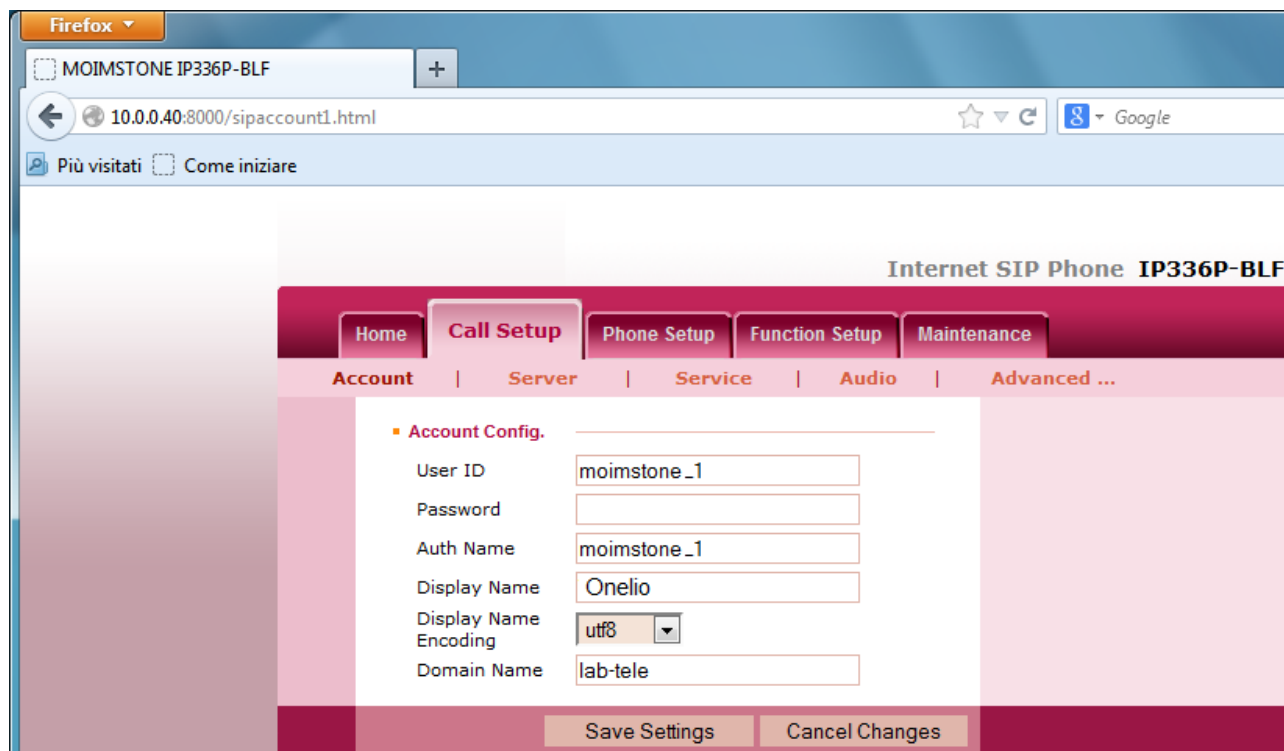 Firefox
MOIMSTONE IP336P-BLF +
10.0.0.40:8000/sipaccount1.html 8 Google
Più visitati Come iniziare
Internet SIP Phone IP336P-BLF
Home Call Setup Phone Setup Function Setup Maintenance
Account | Server | Service | Audio | Advanced ...
Account Config.
User ID moimstone_1
Password
Auth Name moimstone_1
Display Name Onelio
Display Name
Encoding utf8
Domain Name lab-tele
Save Settings Cancel Changes